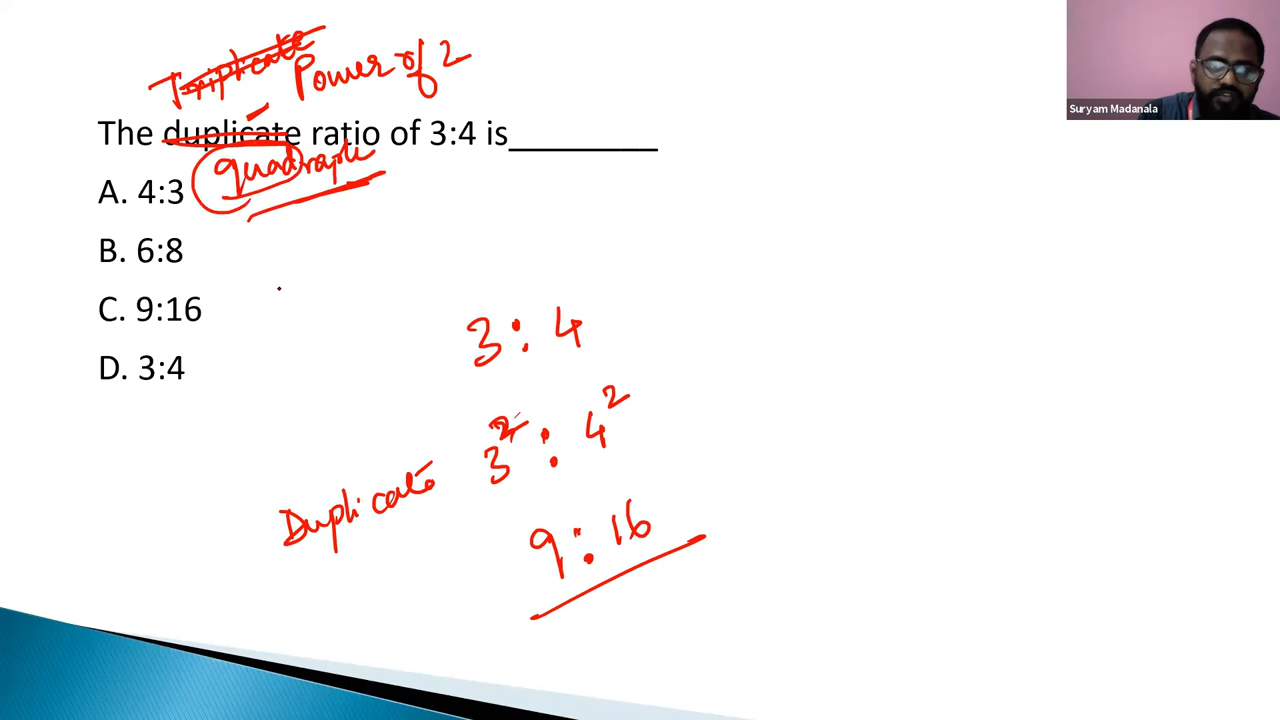 Triplicate
Power of 2
Suryam Madanala
The duplicate ratio of 3:4 is_________
quadraple
A. 4:3
B. 6:8
C. 9:16
3 : 4
D. 3:4
3² : 4²
Duplicate
9 : 16